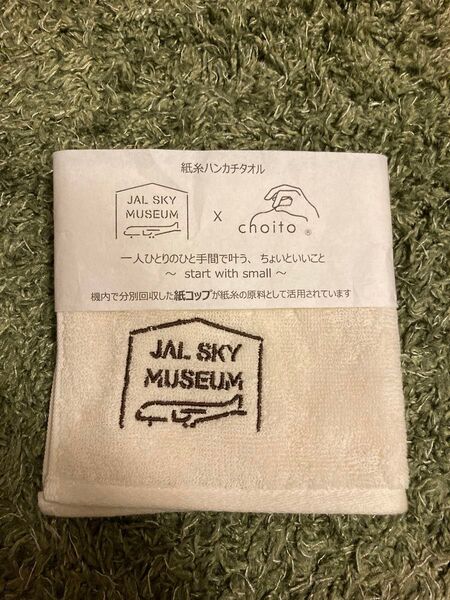 紙糸ハンカチタオル
JAL SKY
MUSEUM
X
choito ®
一人ひとりのひと手間で叶う、ちょいといいこと
～ start with small ～
機内で分別回収した紙コップが紙糸の原料として活用されています
JAL SKY
MUSEUM